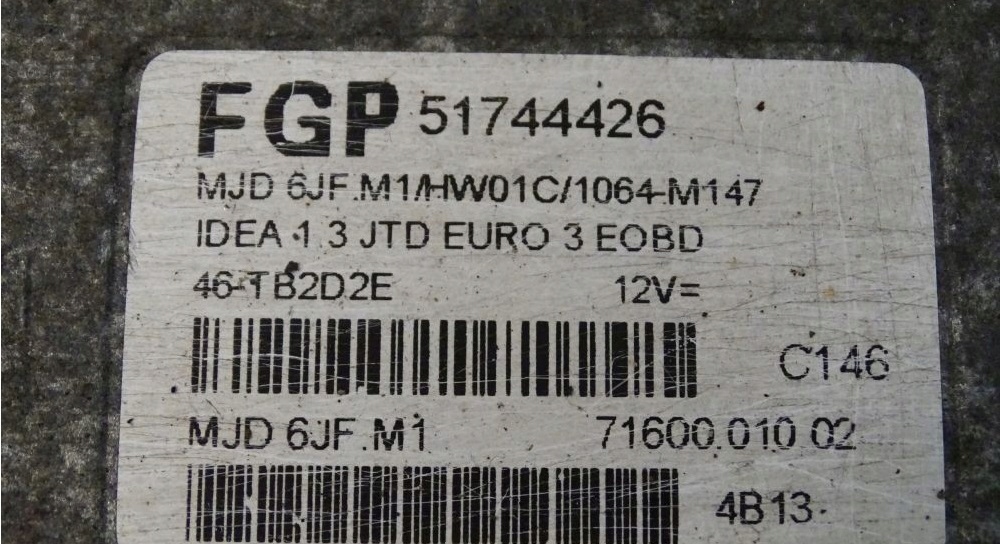 FGP 51744426
MJD 6JF.M1/HW01C/1064-M147
IDEA 1.3 JTD EURO 3 EOBD
46-TB2D2E 12V=
C146
MJD 6JF.M1 71600.010.02
4B13